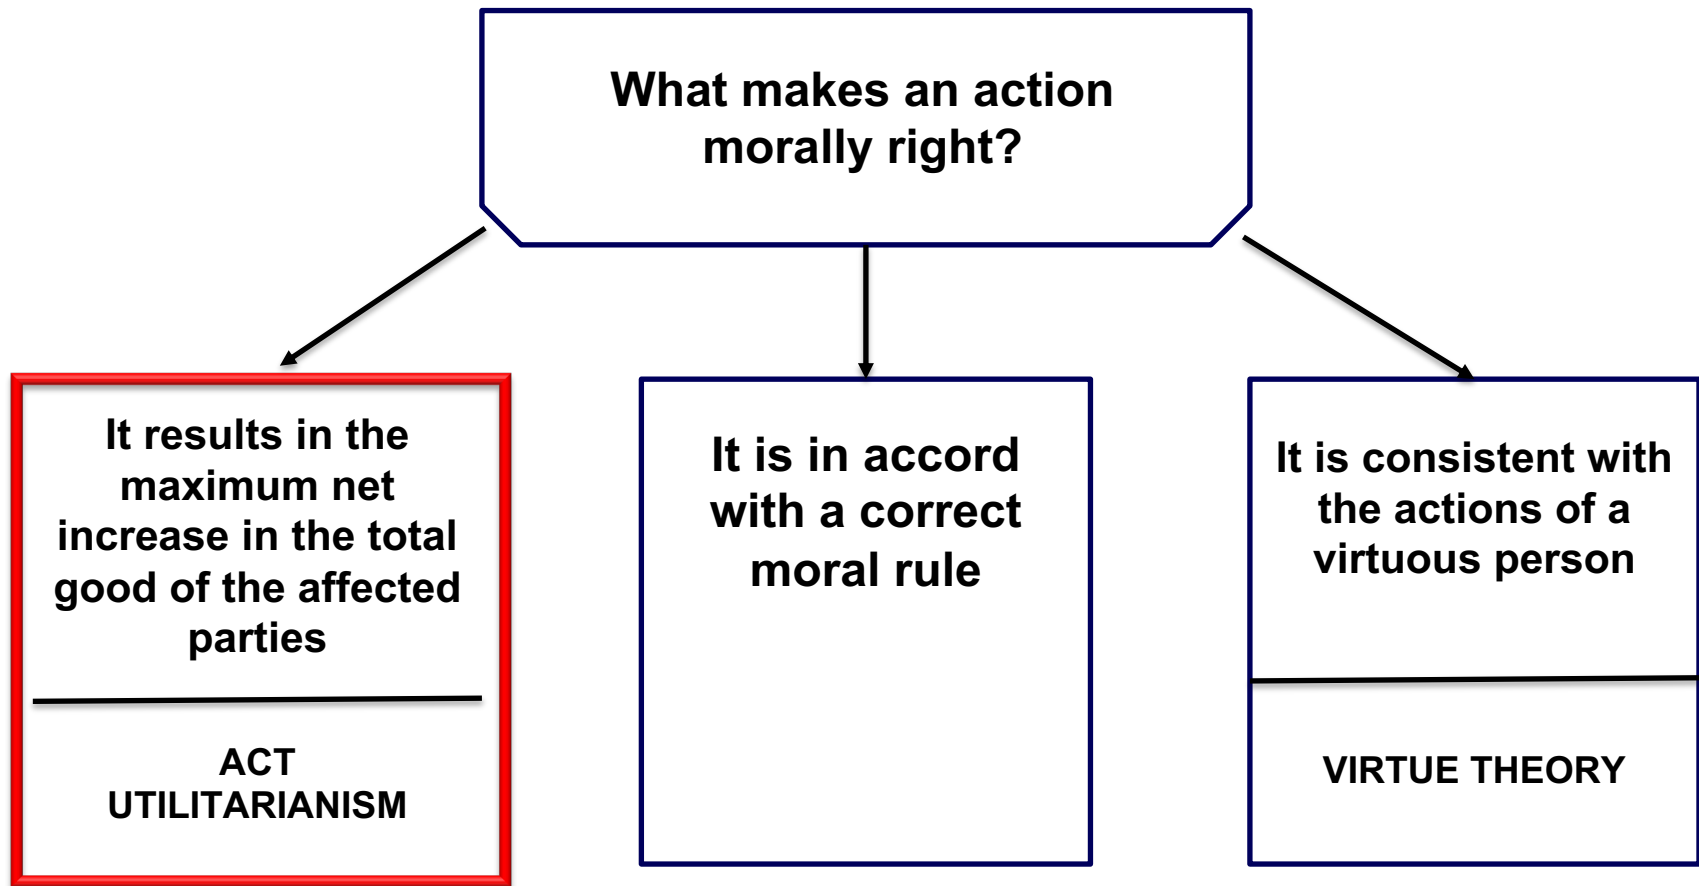 What makes an action
morally right?
It results in the
maximum net
increase in the total
good of the affected
parties
ACT
UTILITARIANISM
It is in accord
with a correct
moral rule
It is consistent with
the actions of a
virtuous person
VIRTUE THEORY